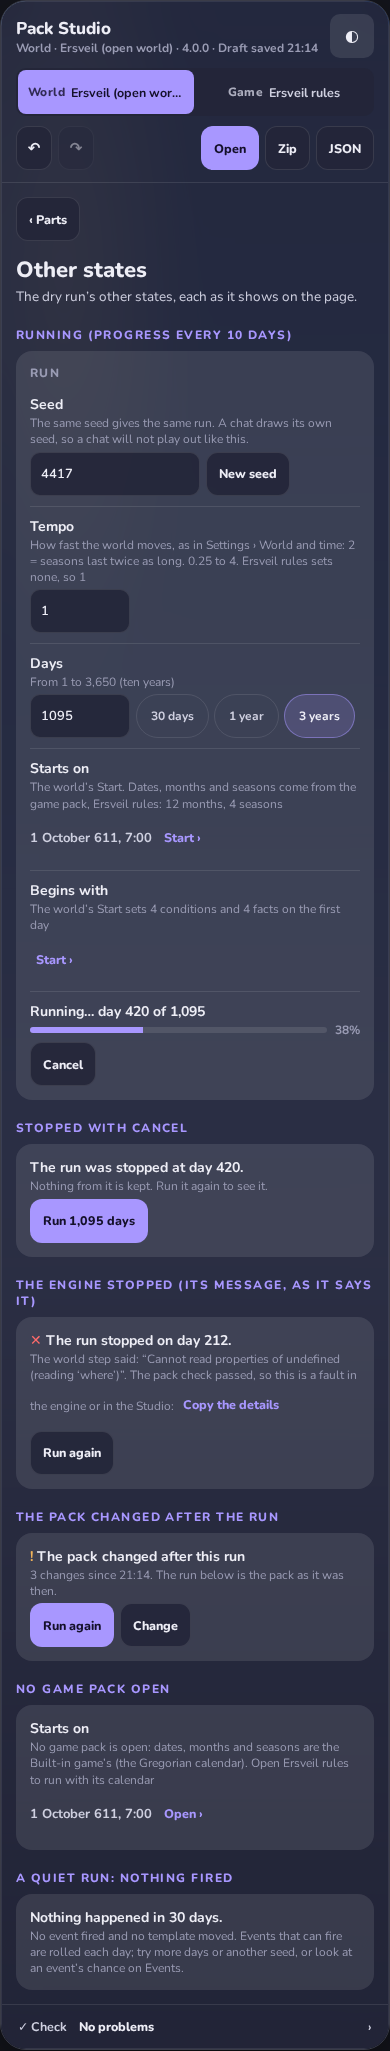 Pack Studio
World · Ersveil (open world) · 4.0.0 · Draft saved 21:14
◐
World Ersveil (open wor...
Game Ersveil rules
↶
↷
Open
Zip
JSON
‹ Parts
Other states
The dry run's other states, each as it shows on the page.
RUNNING (PROGRESS EVERY 10 DAYS)
RUN
Seed
The same seed gives the same run. A chat draws its own
seed, so a chat will not play out like this.
4417
New seed
Tempo
How fast the world moves, as in Settings › World and time: 2
= seasons last twice as long. 0.25 to 4. Ersveil rules sets
none, so 1
1
Days
From 1 to 3,650 (ten years)
1095
30 days
1 year
3 years
Starts on
The world's Start. Dates, months and seasons come from the
game pack, Ersveil rules: 12 months, 4 seasons
1 October 611, 7:00 Start ›
Begins with
The world's Start sets 4 conditions and 4 facts on the first
day
Start ›
Running... day 420 of 1,095
38%
Cancel
STOPPED WITH CANCEL
The run was stopped at day 420.
Nothing from it is kept. Run it again to see it.
Run 1,095 days
THE ENGINE STOPPED (ITS MESSAGE, AS IT SAYS
IT)
✕ The run stopped on day 212.
The world step said: “Cannot read properties of undefined
(reading ‘where’)”. The pack check passed, so this is a fault in
the engine or in the Studio: Copy the details
Run again
THE PACK CHANGED AFTER THE RUN
! The pack changed after this run
3 changes since 21:14. The run below is the pack as it was
then.
Run again
Change
NO GAME PACK OPEN
Starts on
No game pack is open: dates, months and seasons are the
Built-in game's (the Gregorian calendar). Open Ersveil rules
to run with its calendar
1 October 611, 7:00 Open ›
A QUIET RUN: NOTHING FIRED
Nothing happened in 30 days.
No event fired and no template moved. Events that can fire
are rolled each day; try more days or another seed, or look at
an event's chance on Events.
✓ Check No problems ›